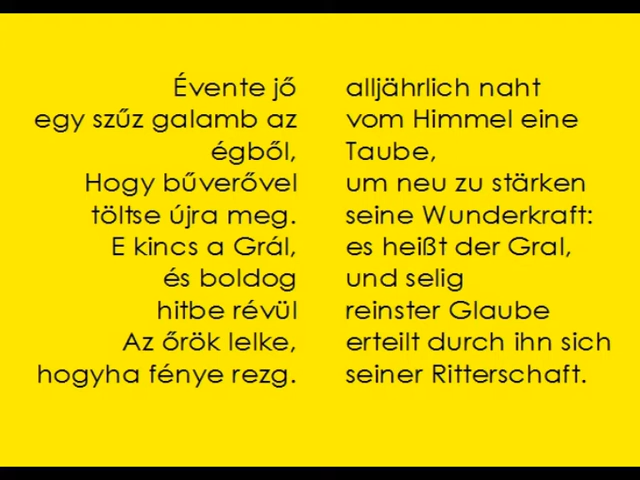 Évente jő
egy szűz galamb az
égből,
Hogy bűverővel
töltse újra meg.
E kincs a Grál,
és boldog
hitbe révül
Az őrök lelke,
hogyha fénye rezg.
alljährlich naht
vom Himmel eine
Taube,
um neu zu stärken
seine Wunderkraft:
es heißt der Gral,
und selig
reinster Glaube
erteilt durch ihn sich
seiner Ritterschaft.